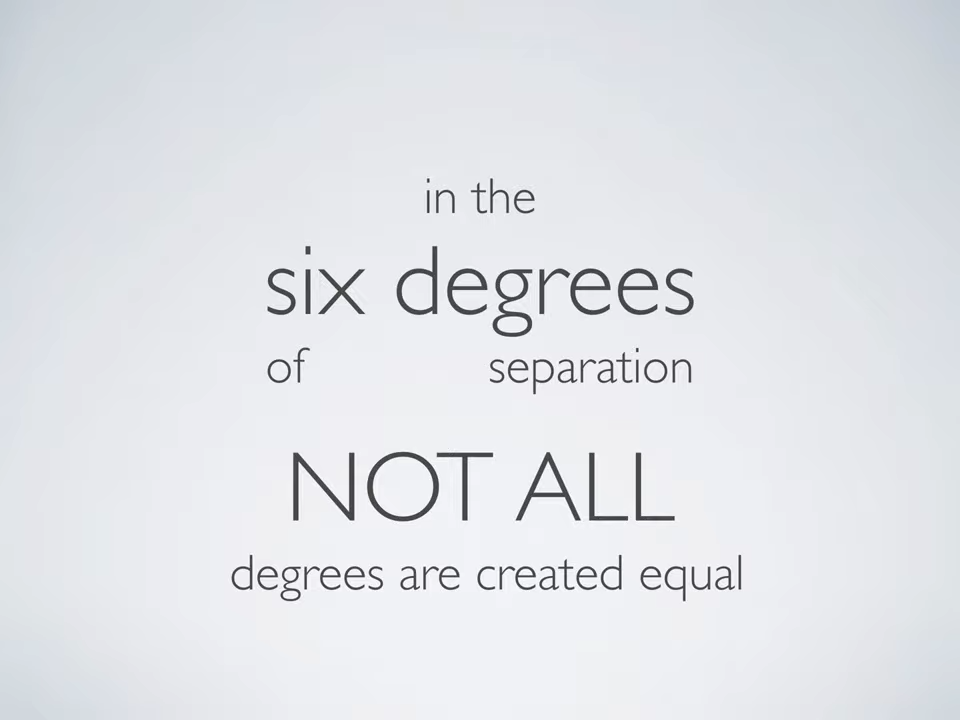 in the
six degrees
of separation
NOT ALL
degrees are created equal